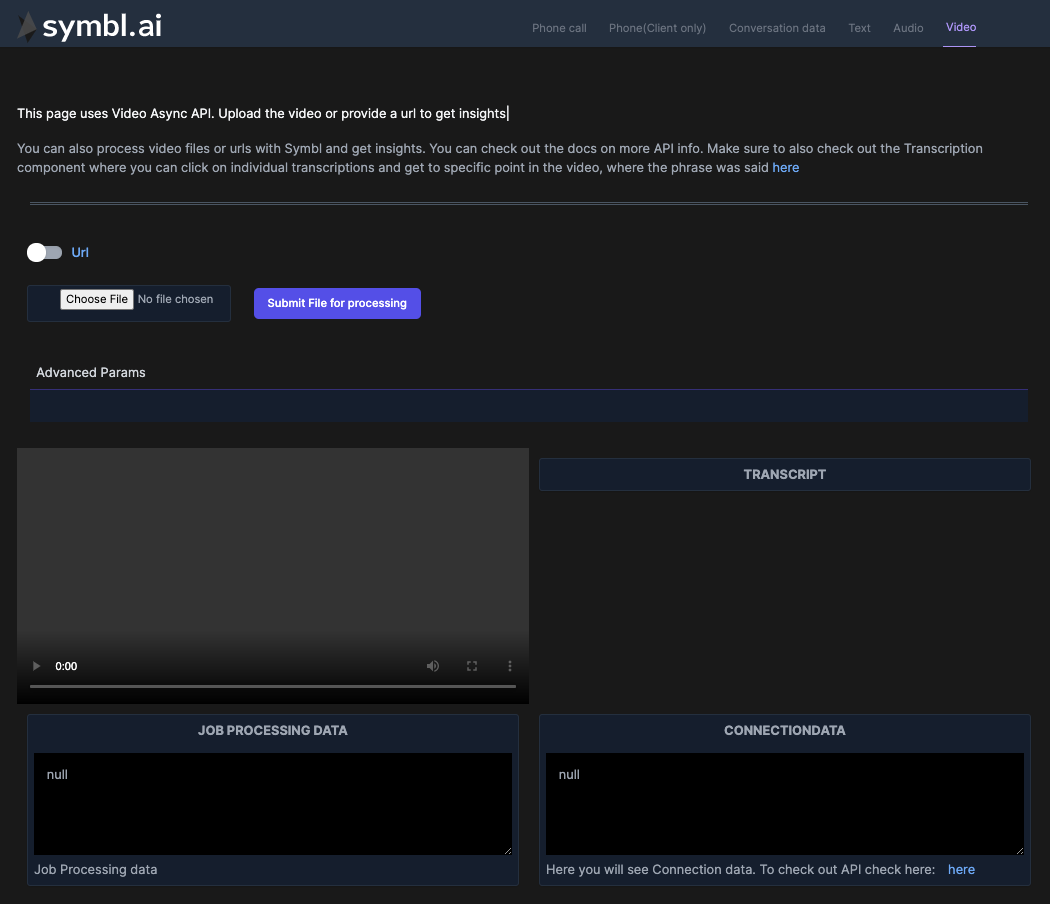 symbl.ai
Phone call Phone(Client only) Conversation data Text Audio Video
This page uses Video Async API. Upload the video or provide a url to get insights|
You can also process video files or urls with Symbl and get insights. You can check out the docs on more API info. Make sure to also check out the Transcription
component where you can click on individual transcriptions and get to specific point in the video, where the phrase was said here
Url
Choose File No file chosen
Submit File for processing
Advanced Params
TRANSCRIPT
0:00
JOB PROCESSING DATA
null
Job Processing data
CONNECTIONDATA
null
Here you will see Connection data. To check out API check here: here